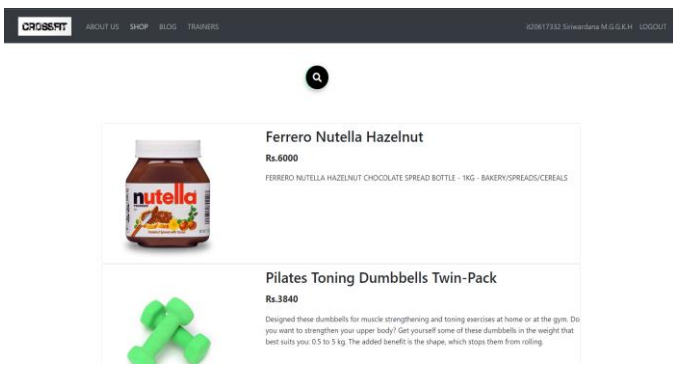 CROSSFIT ABOUT US SHOP BLOG TRAINERS it20617332 Siriwardana M.G.G.K.H LOGOUT
Ferrero Nutella Hazelnut
Rs.6000
FERRERO NUTELLA HAZELNUT CHOCOLATE SPREAD BOTTLE - 1KG - BAKERY/SPREADS/CEREALS
nutella
Pilates Toning Dumbbells Twin-Pack
Rs.3840
Designed these dumbbells for muscle strengthening and toning exercises at home or at the gym. Do
you want to strengthen your upper body? Get yourself some of these dumbbells in the weight that
best suits you: 0.5 to 5 kg. The added benefit is the shape, which stops them from rolling.